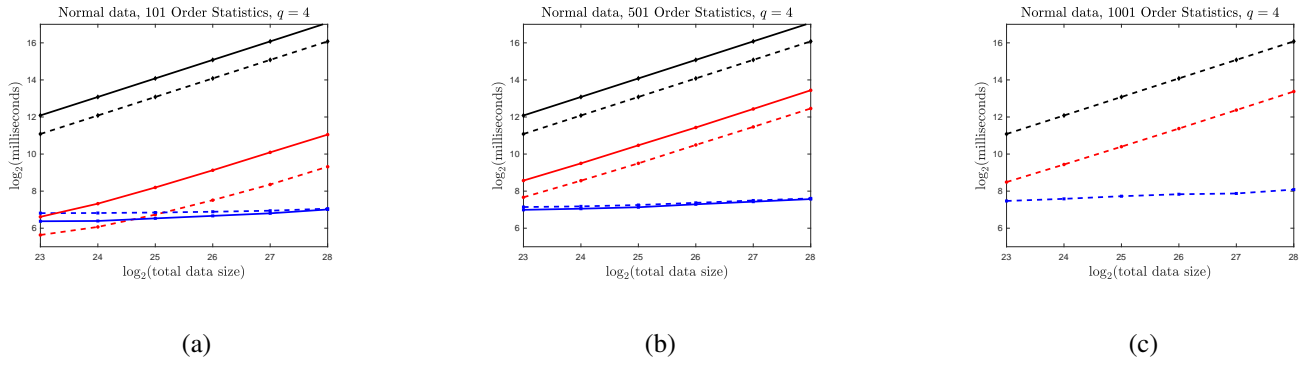 Normal data, 101 Order Statistics, q = 4
16
14
12
10
8
6
log₂(milliseconds)
23 24 25 26 27 28
log₂(total data size)
(a)
Normal data, 501 Order Statistics, q = 4
16
14
12
10
8
6
log₂(milliseconds)
23 24 25 26 27 28
log₂(total data size)
(b)
Normal data, 1001 Order Statistics, q = 4
16
14
12
10
8
6
log₂(milliseconds)
23 24 25 26 27 28
log₂(total data size)
(c)